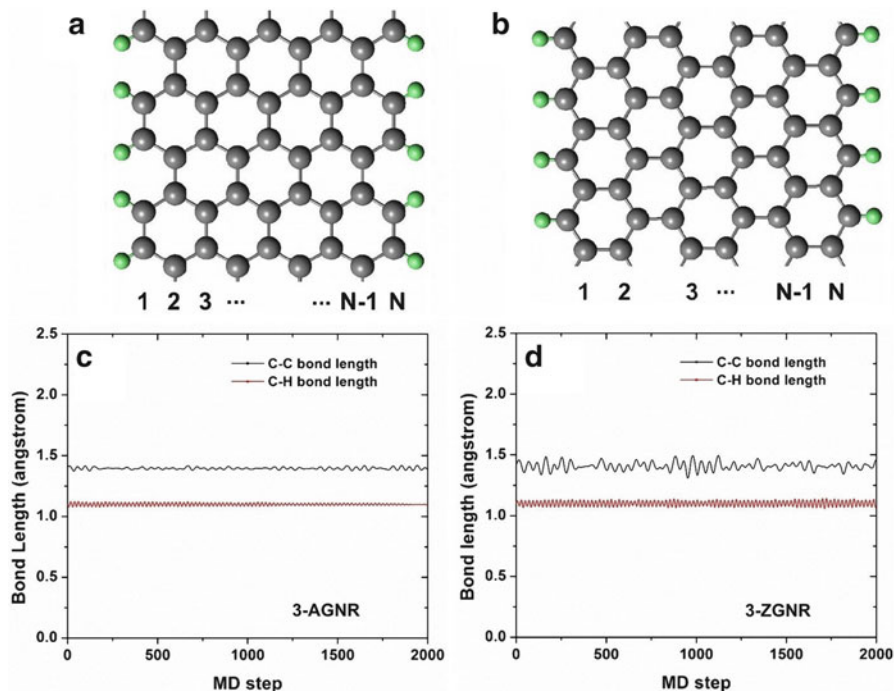 a
b
1 2 3 ... ... N-1 N
1 2 3 ... N-1 N
c
2.5
2.0
1.5
1.0
0.5
0.0
Bond Length (angstrom)
C-C bond length
C-H bond length
3-AGNR
0 500 1000 1500 2000
MD step
d
2.5
2.0
1.5
1.0
0.5
0.0
Bond length (angstrom)
C-C bond length
C-H bond length
3-ZGNR
0 500 1000 1500 2000
MD step